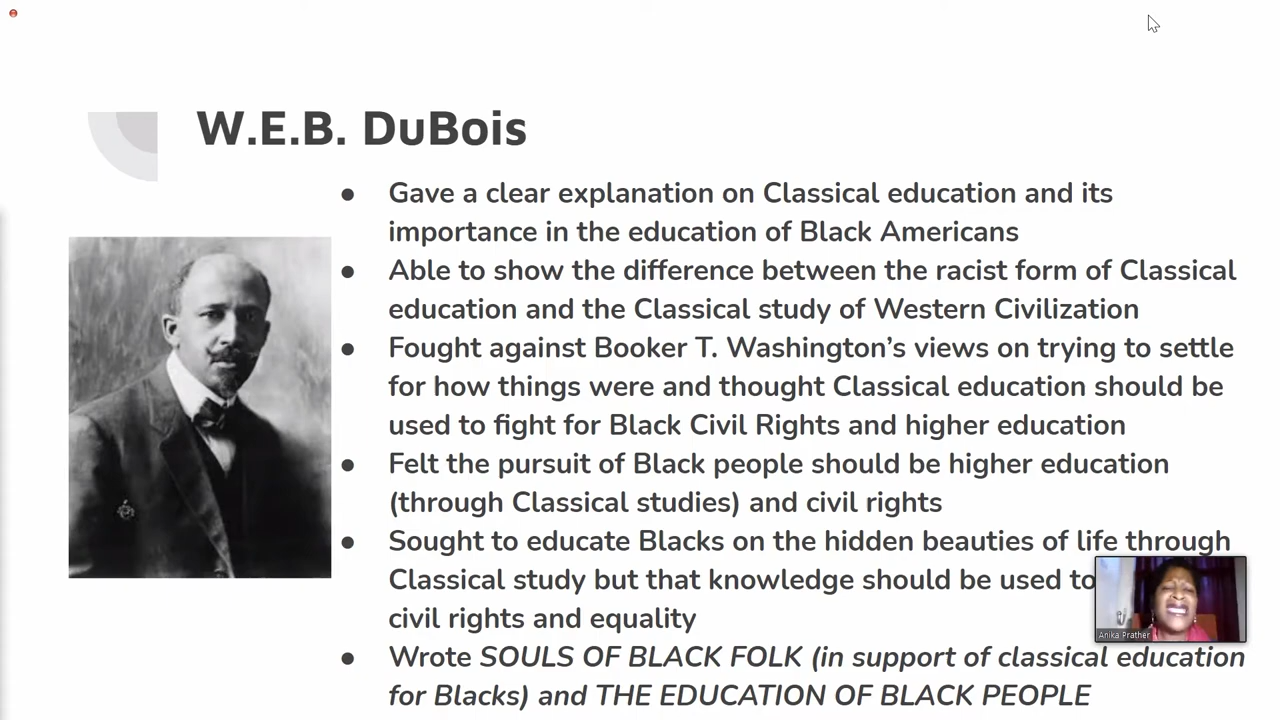 W.E.B. DuBois
● Gave a clear explanation on Classical education and its
importance in the education of Black Americans
● Able to show the difference between the racist form of Classical
education and the Classical study of Western Civilization
● Fought against Booker T. Washington’s views on trying to settle
for how things were and thought Classical education should be
used to fight for Black Civil Rights and higher education
● Felt the pursuit of Black people should be higher education
(through Classical studies) and civil rights
● Sought to educate Blacks on the hidden beauties of life through
Classical study but that knowledge should be used to
civil rights and equality
● Wrote SOULS OF BLACK FOLK (in support of classical education
for Blacks) and THE EDUCATION OF BLACK PEOPLE
Anika Prather